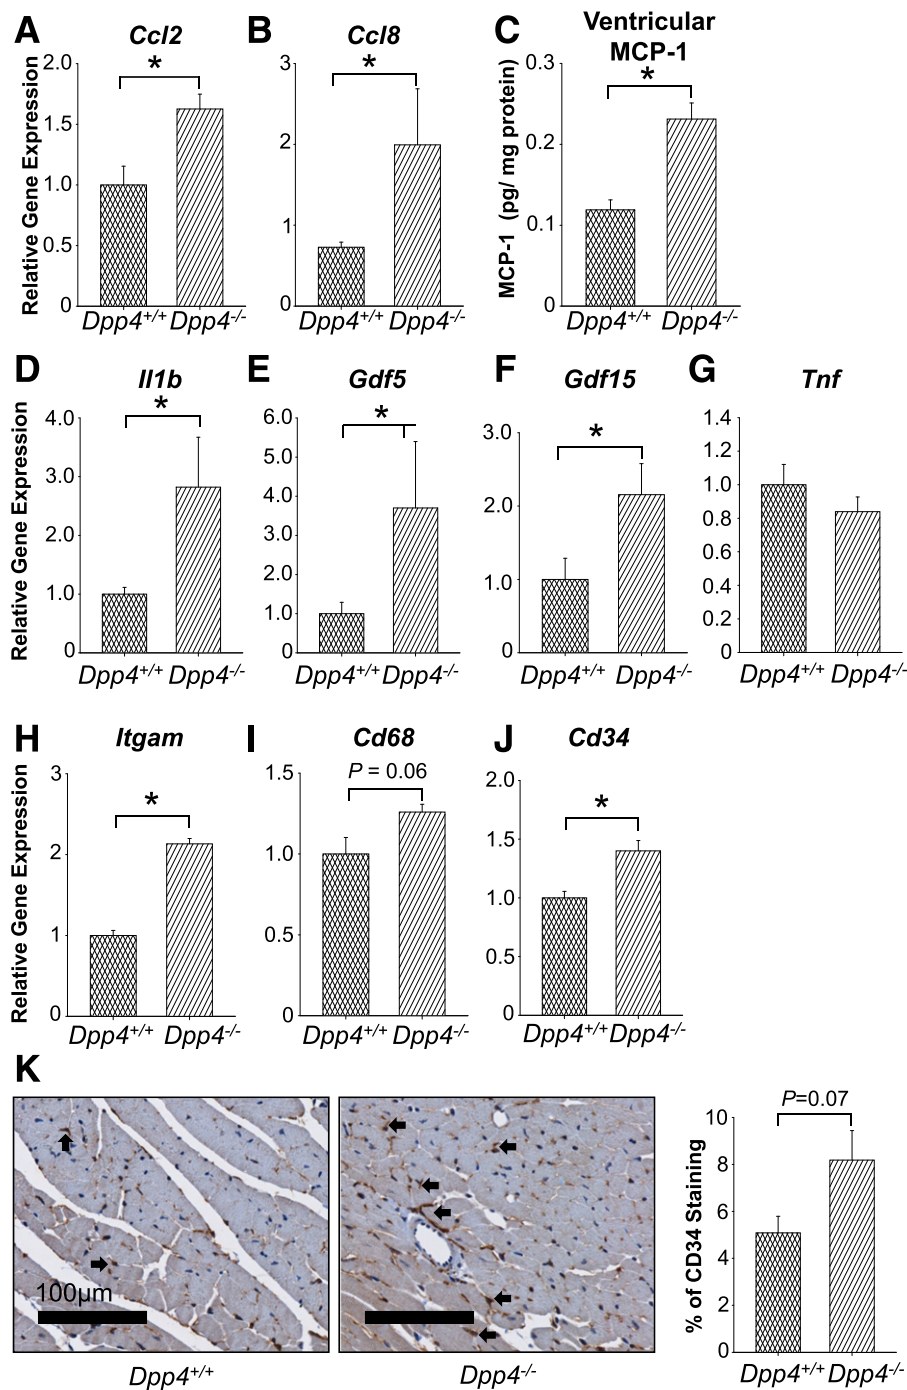 A
Ccl2
*
Relative Gene Expression
2.0
1.5
1.0
0.5
0
Dpp4+/+ Dpp4-/-
B
Ccl8
*
3
2
1
0
Dpp4+/+ Dpp4-/-
C
Ventricular
MCP-1
*
MCP-1 (pg/ mg protein)
0.3
0.2
0.1
0
Dpp4+/+ Dpp4-/-
D
Il1b
*
Relative Gene Expression
4.0
3.0
2.0
1.0
0
Dpp4+/+ Dpp4-/-
E
Gdf5
*
6.0
5.0
4.0
3.0
2.0
1.0
0
Dpp4+/+ Dpp4-/-
F
Gdf15
*
3.0
2.0
1.0
0
Dpp4+/+ Dpp4-/-
G
Tnf
1.4
1.2
1.0
0.8
0.6
0.4
0.2
0
Dpp4+/+ Dpp4-/-
H
Itgam
*
Relative Gene Expression
3
2
1
0
Dpp4+/+ Dpp4-/-
I
Cd68
P = 0.06
1.5
1.0
0.5
0
Dpp4+/+ Dpp4-/-
J
Cd34
*
2.0
1.5
1.0
0.5
0
Dpp4+/+ Dpp4-/-
K
100µm
Dpp4+/+
Dpp4-/-
P=0.07
% of CD34 Staining
10
8
6
4
2
0
Dpp4+/+ Dpp4-/-